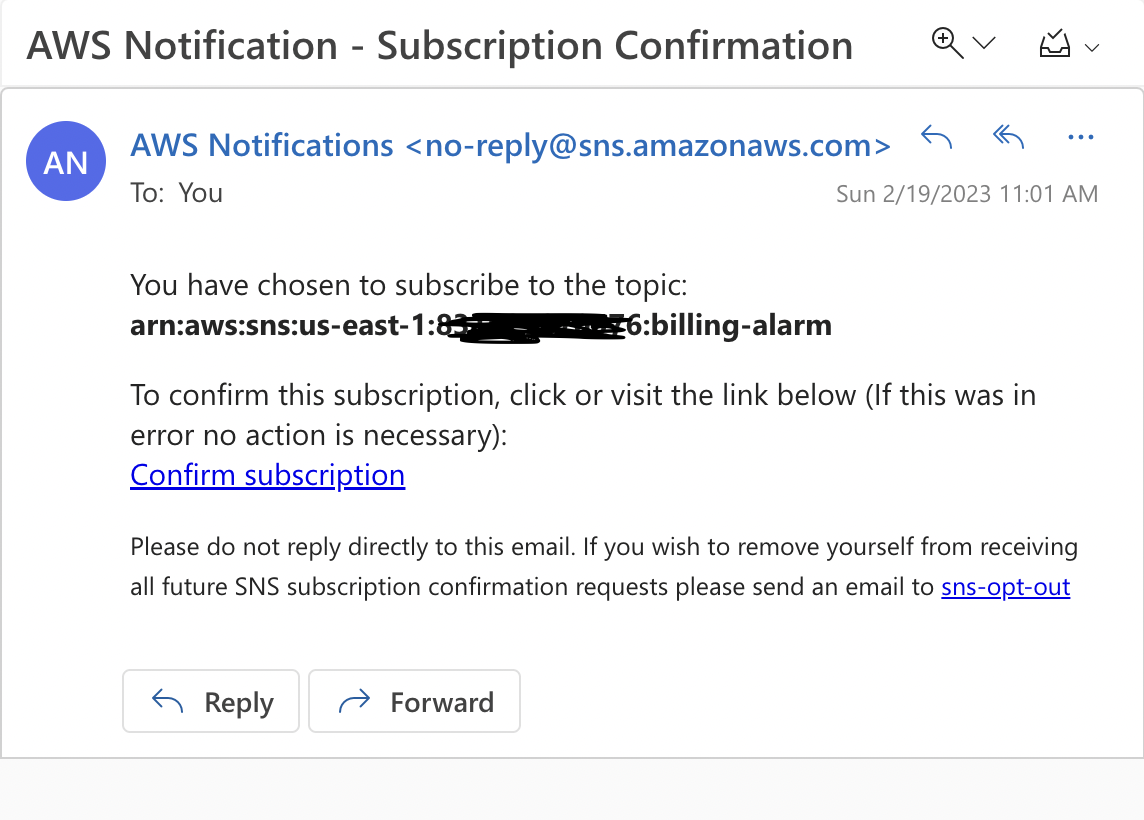 AWS Notification - Subscription Confirmation
AN
AWS Notifications <no-reply@sns.amazonaws.com>
To: You
Sun 2/19/2023 11:01 AM
You have chosen to subscribe to the topic:
arn:aws:sns:us-east-1: :billing-alarm
To confirm this subscription, click or visit the link below (If this was in
error no action is necessary):
Confirm subscription
Please do not reply directly to this email. If you wish to remove yourself from receiving
all future SNS subscription confirmation requests please send an email to sns-opt-out
Reply
Forward